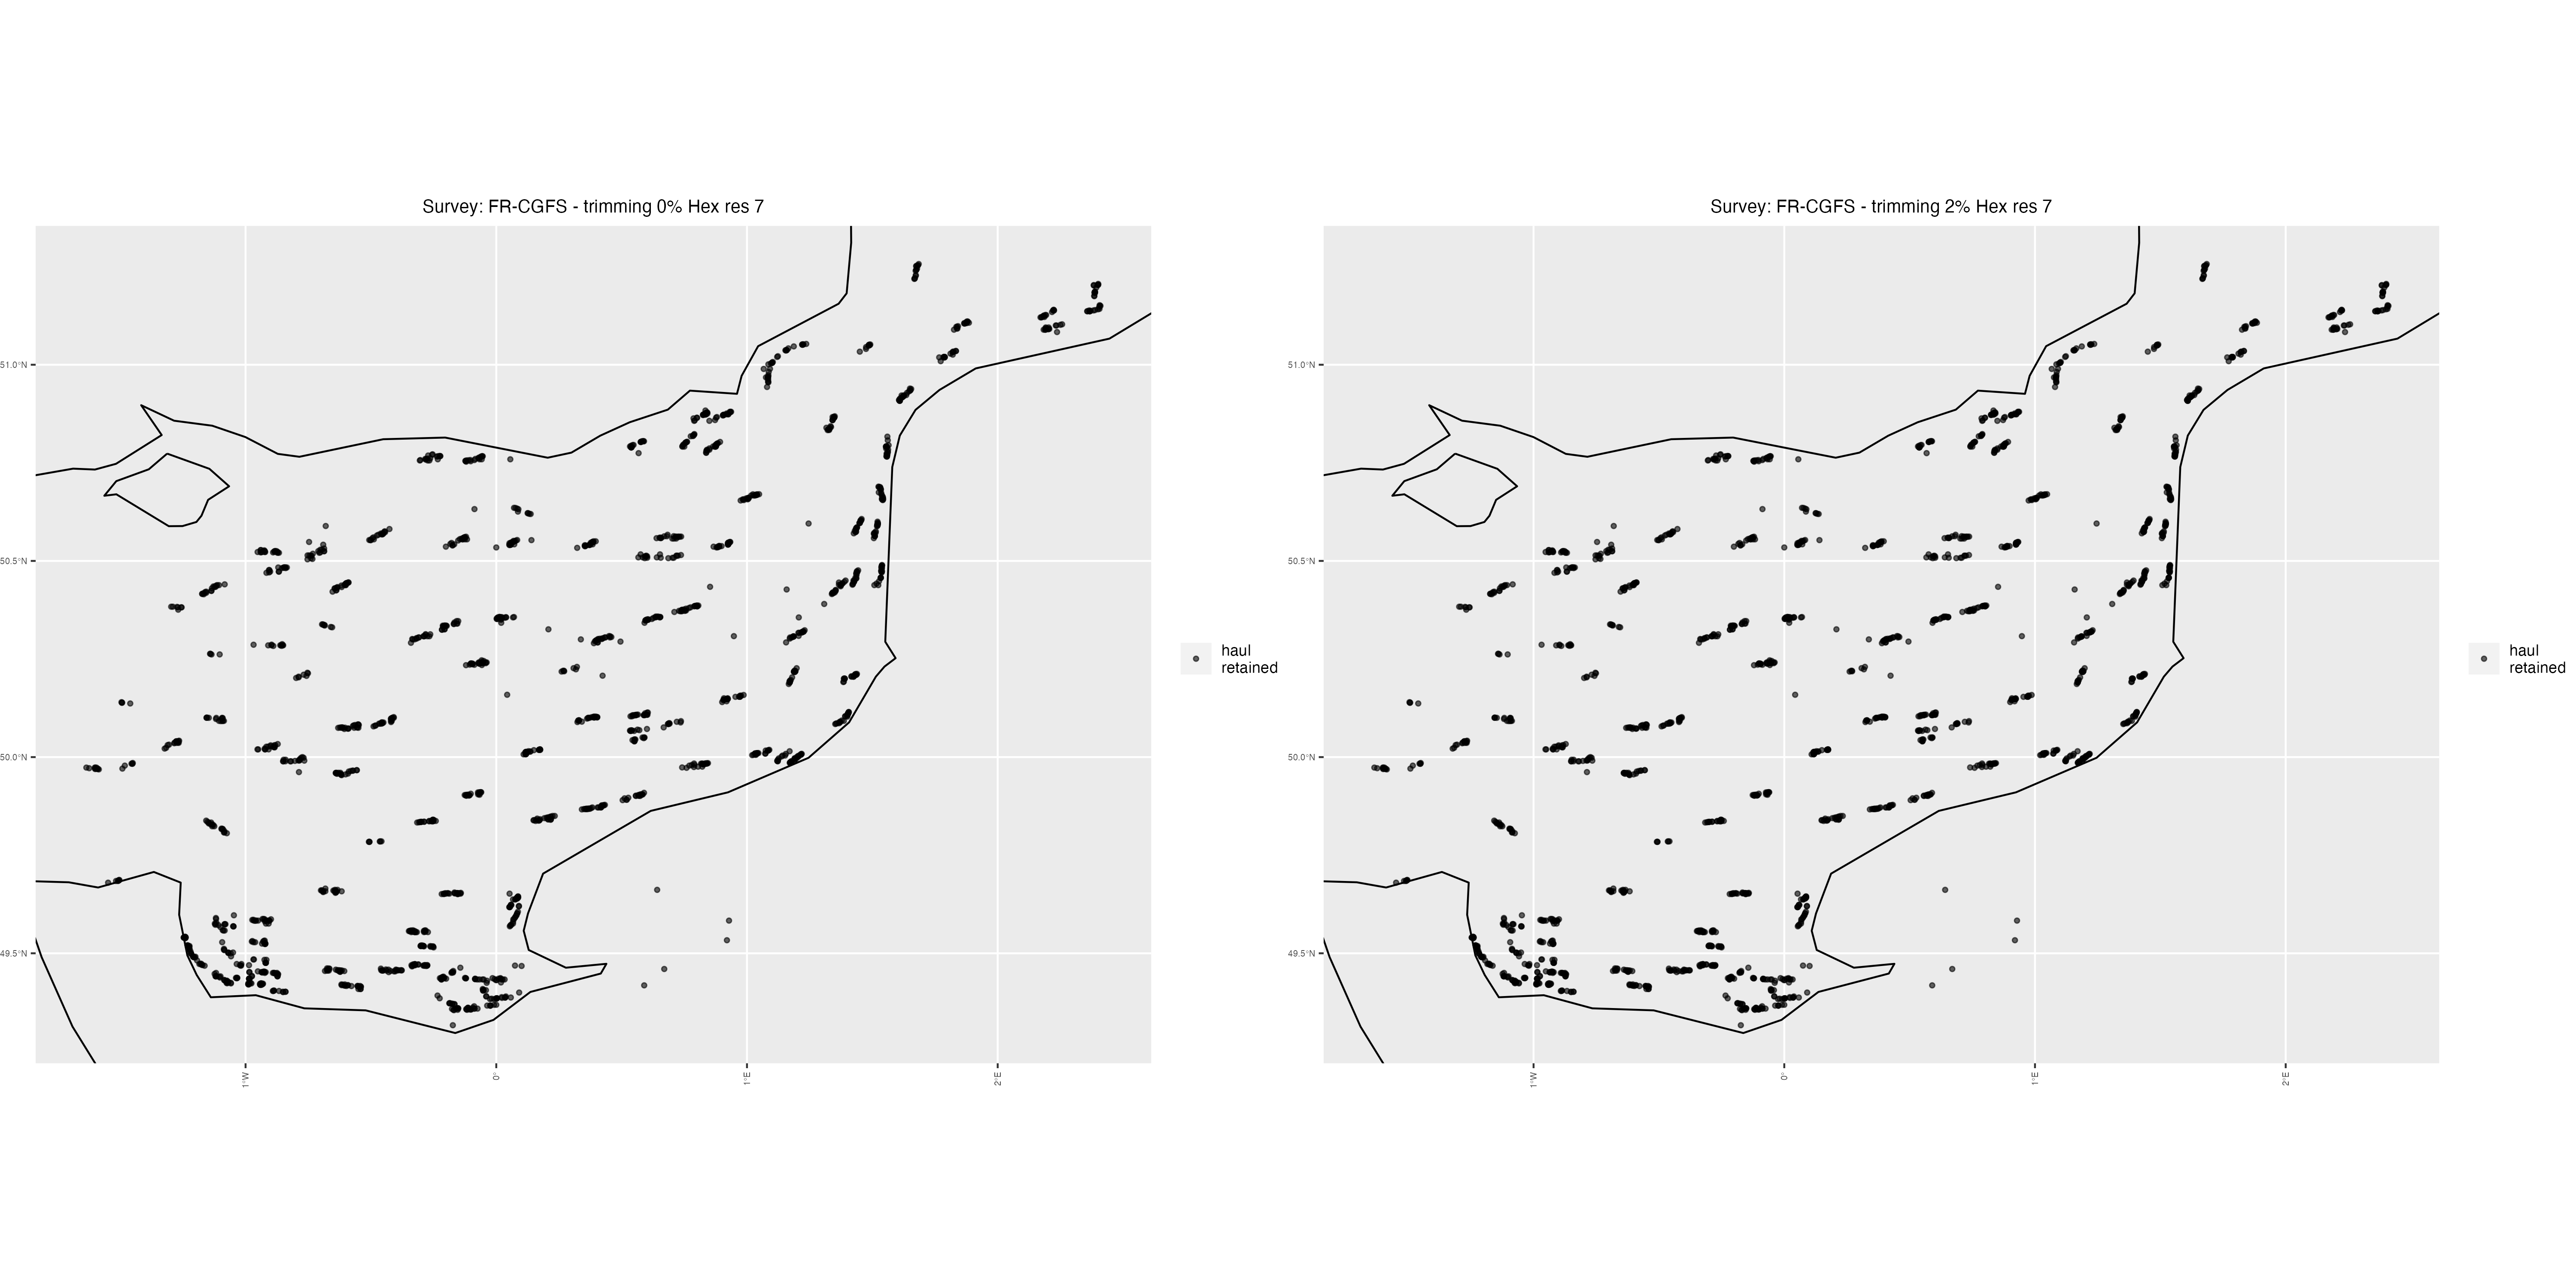 Survey: FR-CGFS - trimming 0% Hex res 7
51.0°N
50.5°N
50.0°N
49.5°N
1°W
0°
1°E
2°E
haul
retained
Survey: FR-CGFS - trimming 2% Hex res 7
51.0°N
50.5°N
50.0°N
49.5°N
1°W
0°
1°E
2°E
haul
retained